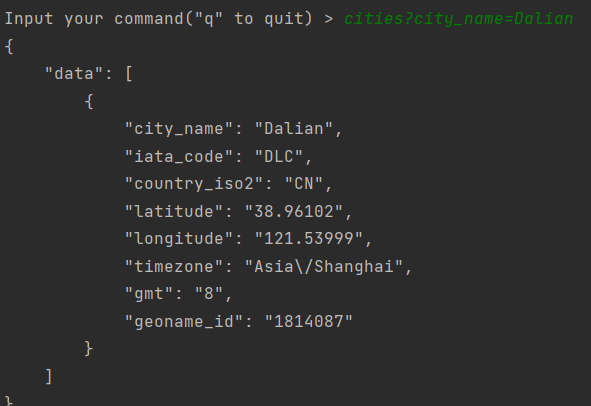 Input your command("q" to quit) > cities?city_name=Dalian
{
    "data": [
        {
            "city_name": "Dalian",
            "iata_code": "DLC",
            "country_iso2": "CN",
            "latitude": "38.96102",
            "longitude": "121.53999",
            "timezone": "Asia\/Shanghai",
            "gmt": "8",
            "geoname_id": "1814087"
        }
    ]
}